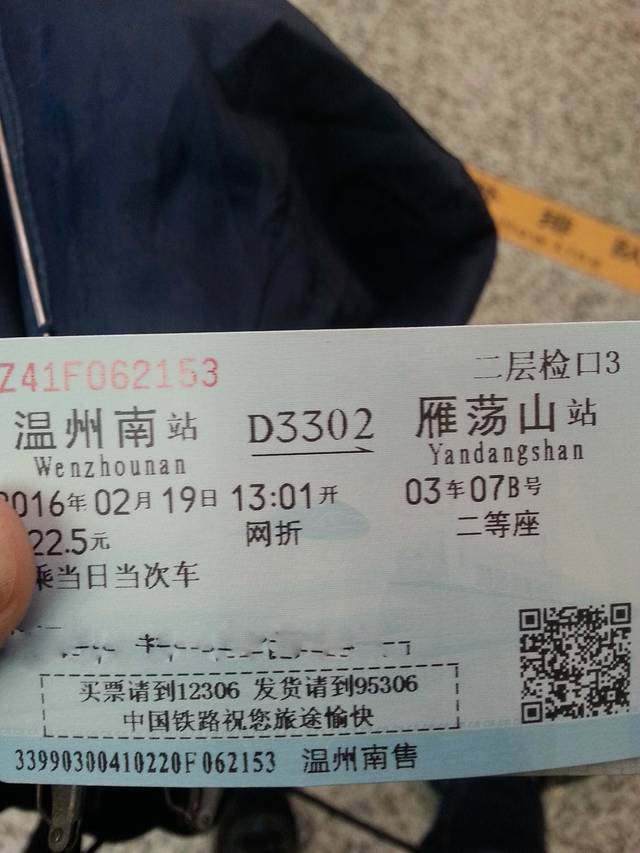 Z41F062153
二层检口3
温州南站 D3302 雁荡山站
Wenzhounan Yandangshan
2016年02月19日 13:01开 03车07B号
22.5元 网折 二等座
乘当日当次车
买票请到12306 发货请到95306
中国铁路祝您旅途愉快
33990300410220F062153 温州南售